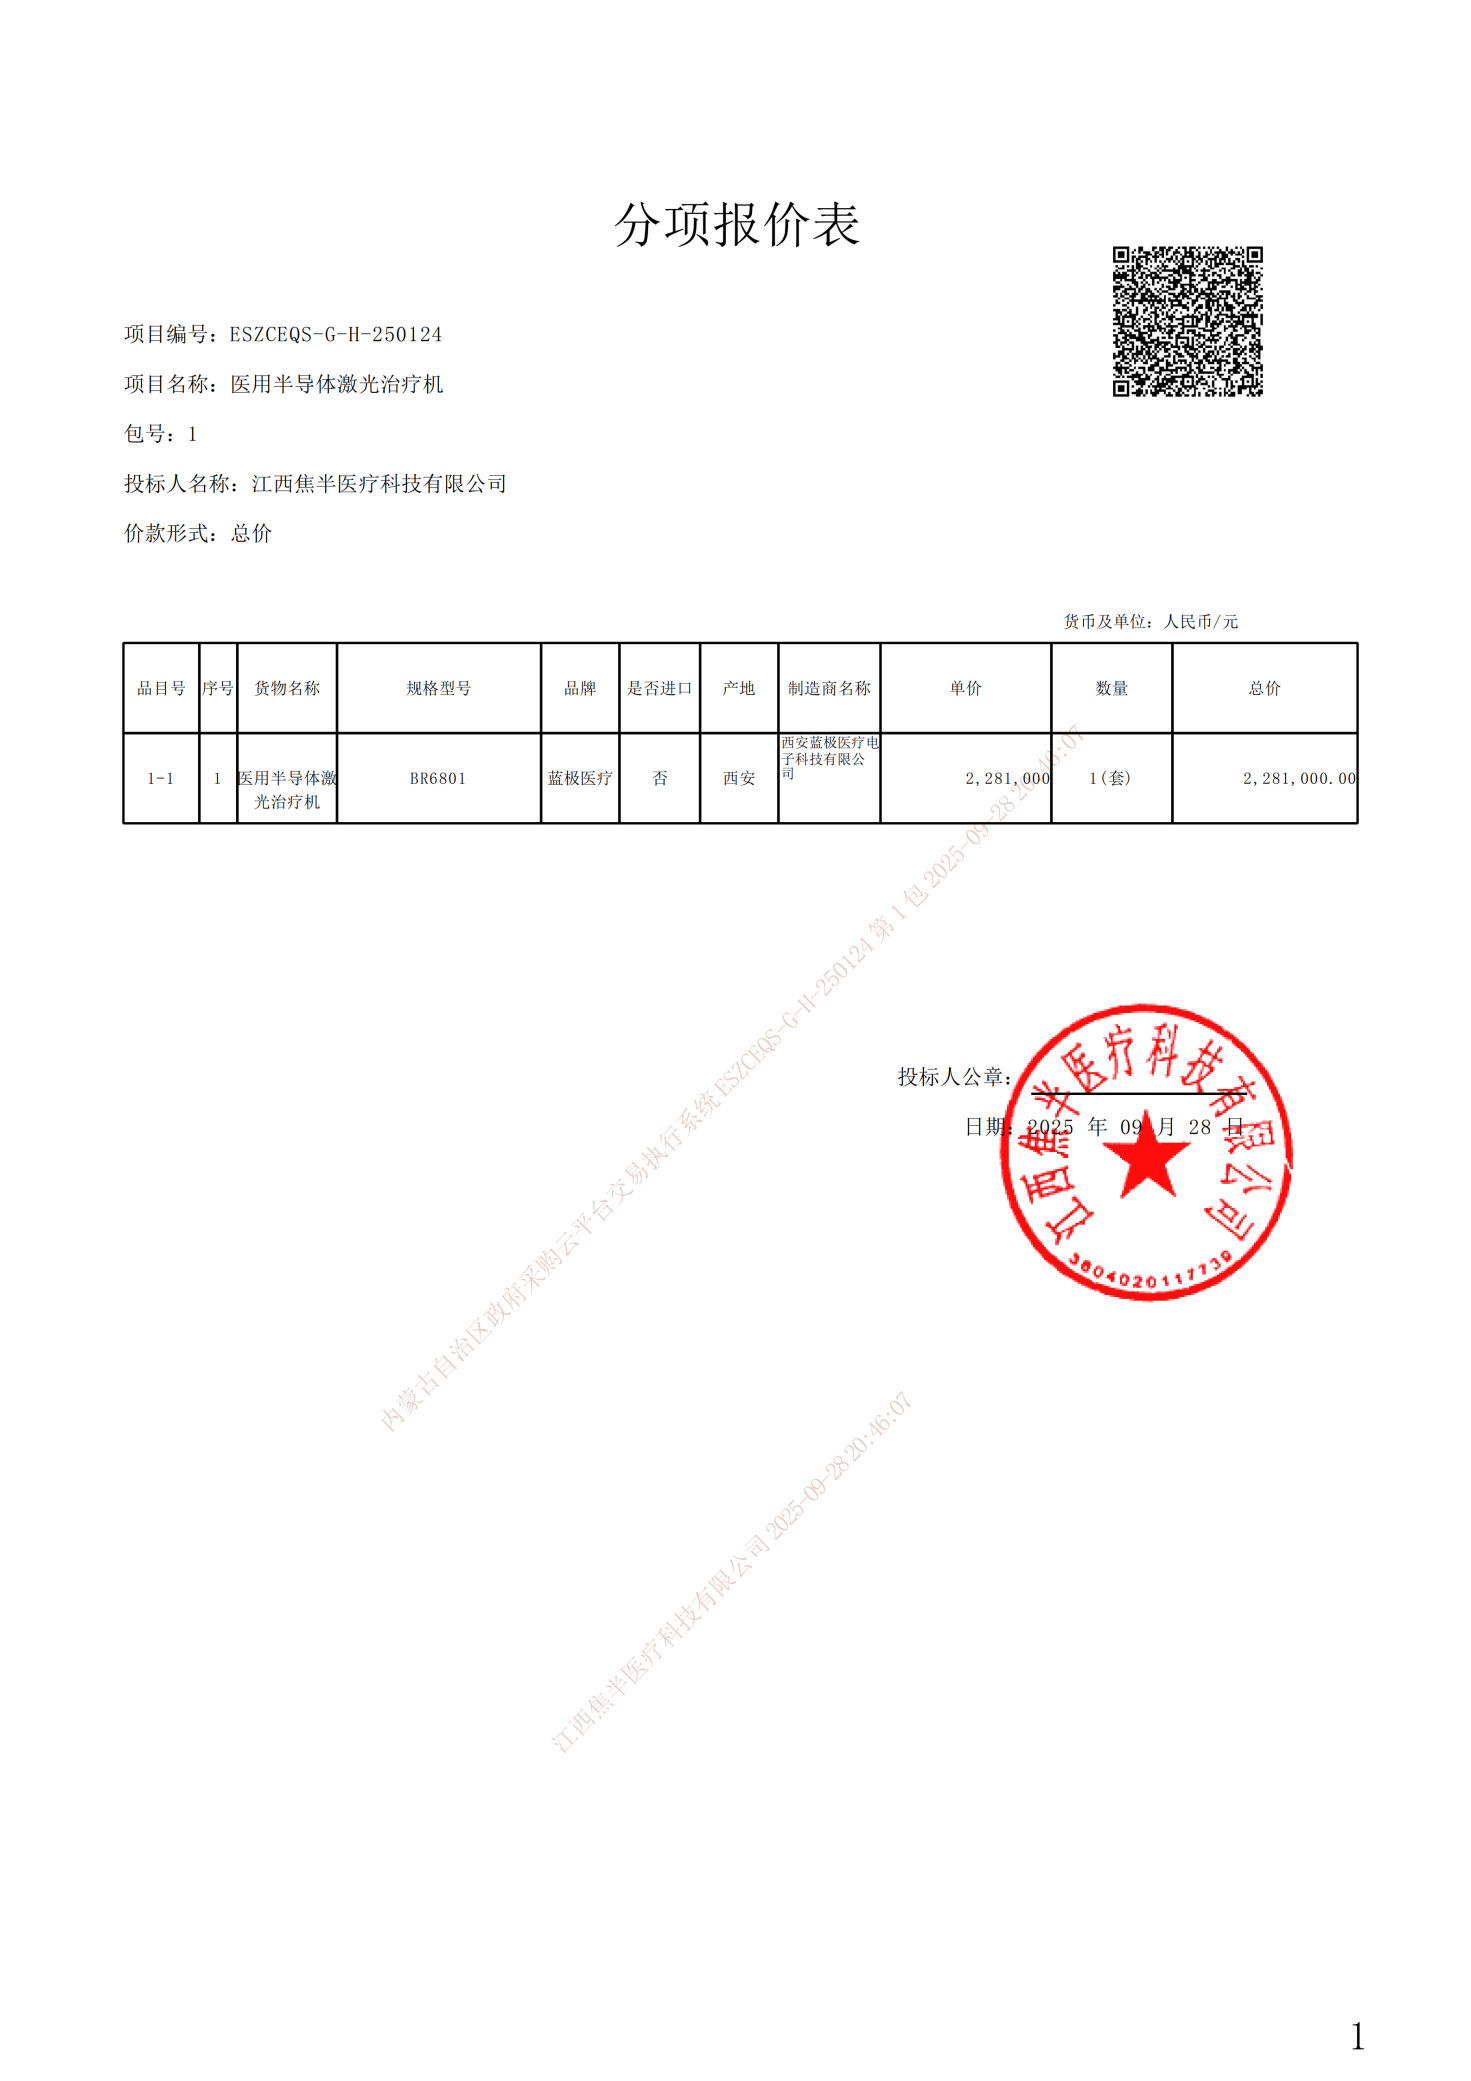 分项报价表
项目编号：ESZCEQS-G-H-250124
项目名称：医用半导体激光治疗机
包号：1
投标人名称：江西焦半医疗科技有限公司
价款形式：总价
货币及单位：人民币/元
品目号 序号 货物名称 规格型号 品牌 是否进口 产地 制造商名称 单价 数量 总价
1-1 1 医用半导体激光治疗机 BR6801 蓝极医疗 否 西安 西安蓝极医疗电子科技有限公司 2,281,000 1(套) 2,281,000.00
投标人公章：
日期：2025 年 09 月 28 日
江西焦半医疗科技有限公司
3604020117739
内蒙古自治区政府采购云平台交易执行系统 ESZCEQS-G-H-250124 第 1 包 2025-09-28 20:46:07
江西焦半医疗科技有限公司 2025-09-28 20:46:07
1